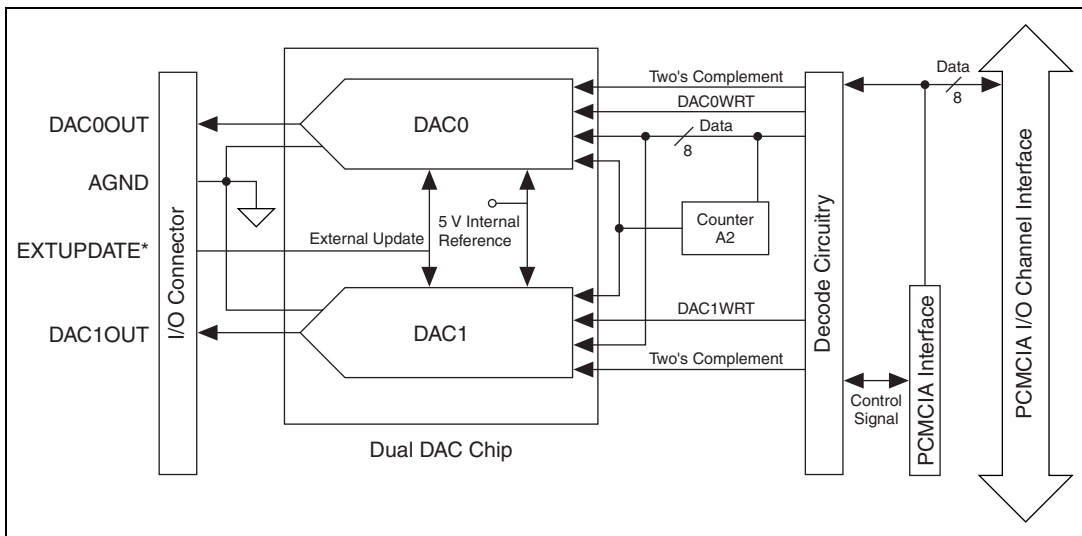 DAC0OUT
AGND
EXTUPDATE*
DAC1OUT
I/O Connector
DAC0
External Update
5 V Internal
Reference
DAC1
Dual DAC Chip
Two's Complement
DAC0WRT
Data
8
Counter
A2
DAC1WRT
Two's Complement
Decode Circuitry
Control
Signal
PCMCIA Interface
Data
8
PCMCIA I/O Channel Interface